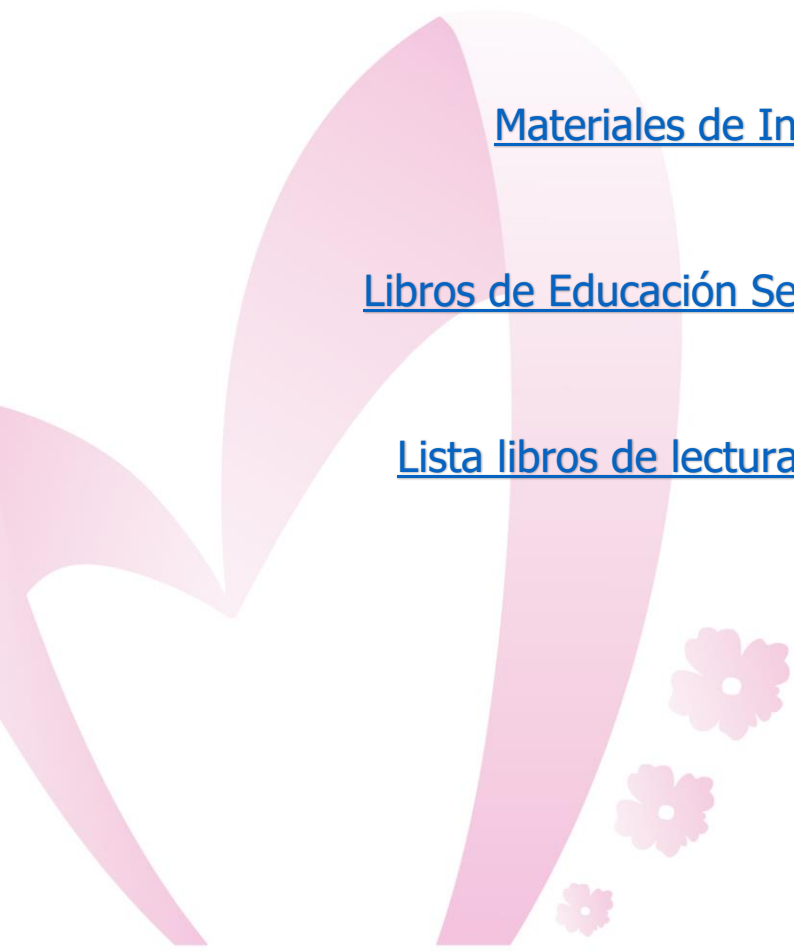 Materiales de In
Libros de Educación Se
Lista libros de lectura